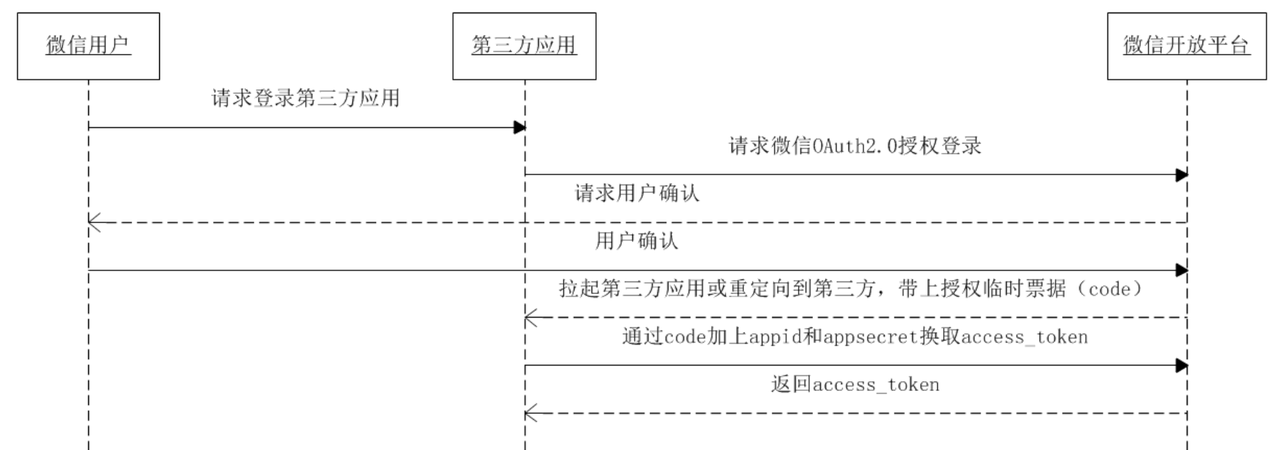 微信用户
第三方应用
微信开放平台
请求登录第三方应用
请求微信OAuth2.0授权登录
请求用户确认
用户确认
拉起第三方应用或重定向到第三方，带上授权临时票据（code）
通过code加上appid和appsecret换取access_token
返回access_token